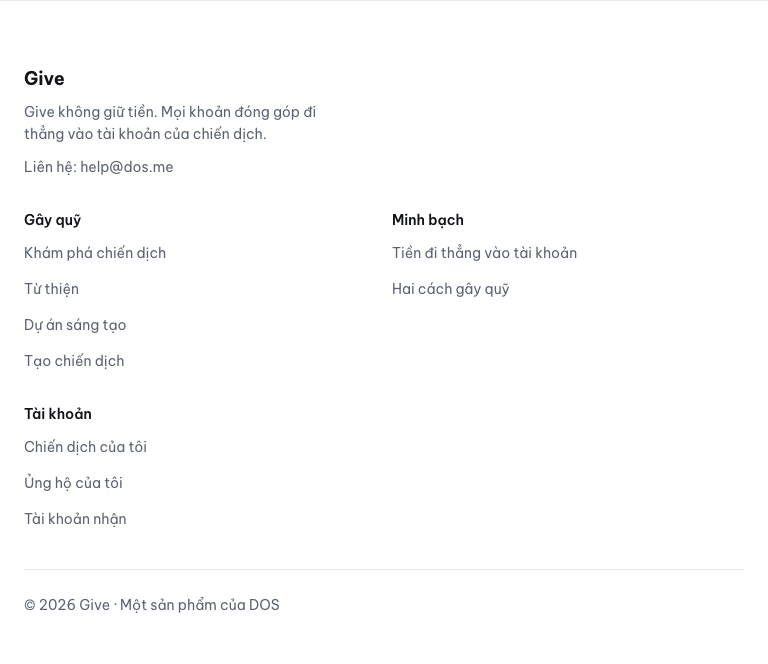 Give
Give không giữ tiền. Mọi khoản đóng góp đi
thẳng vào tài khoản của chiến dịch.
Liên hệ: help@dos.me
Gây quỹ
Khám phá chiến dịch
Từ thiện
Dự án sáng tạo
Tạo chiến dịch
Minh bạch
Tiền đi thẳng vào tài khoản
Hai cách gây quỹ
Tài khoản
Chiến dịch của tôi
Ủng hộ của tôi
Tài khoản nhận
© 2026 Give · Một sản phẩm của DOS